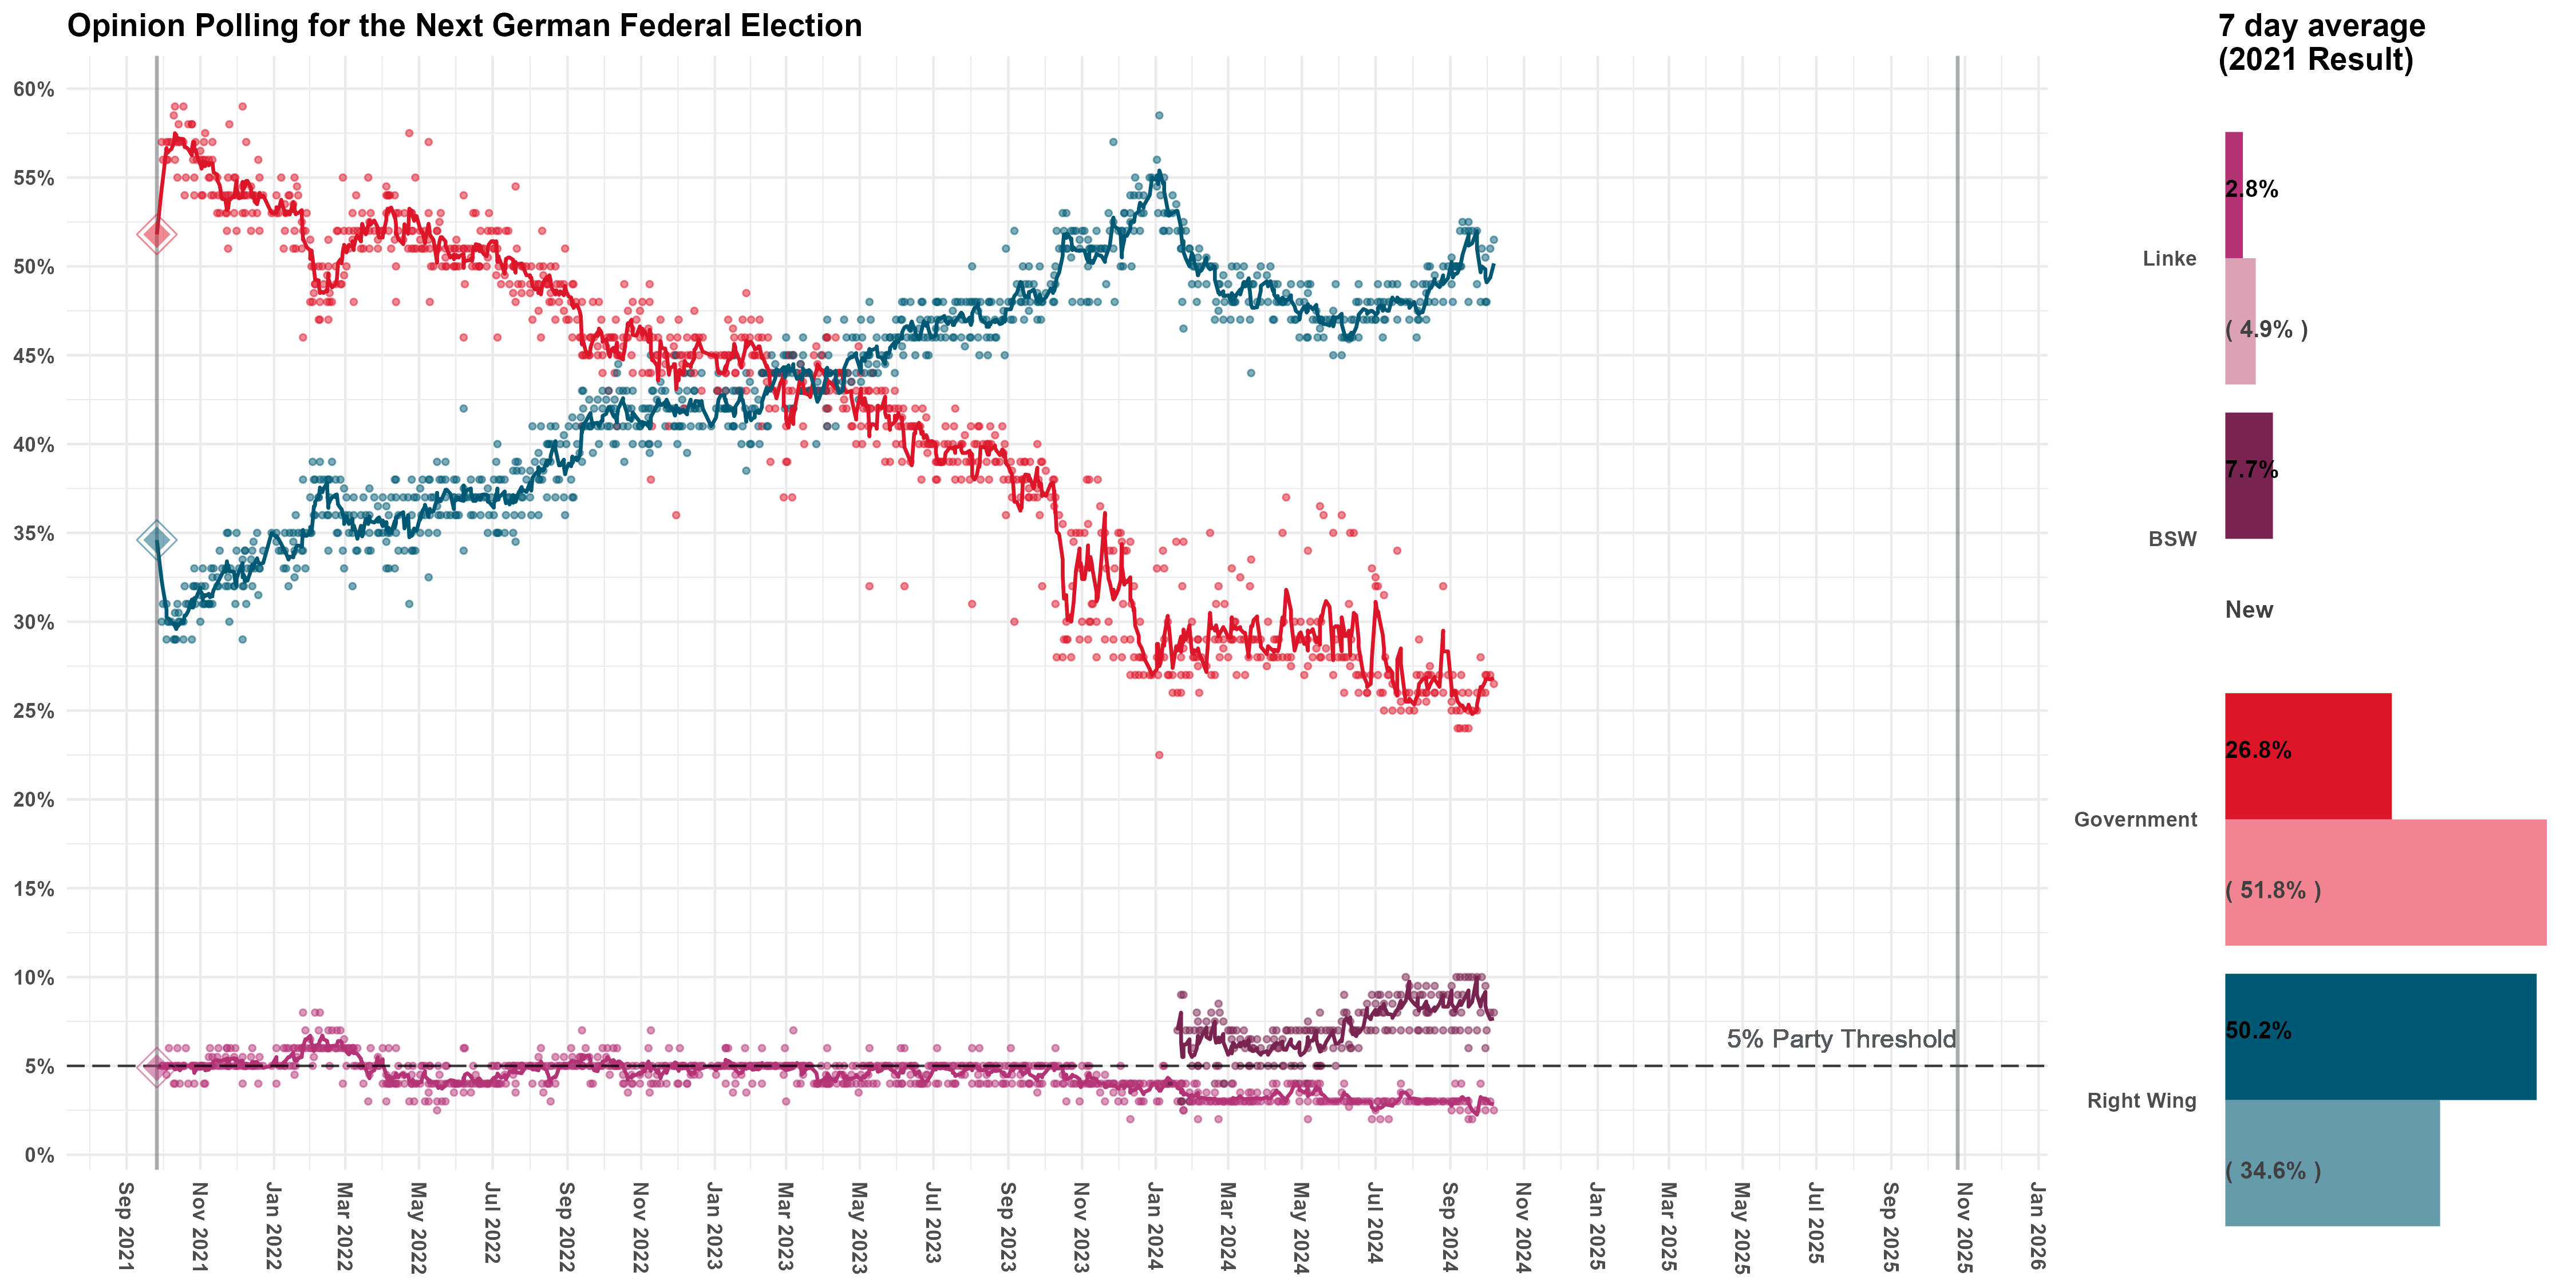 Opinion Polling for the Next German Federal Election
7 day average
(2021 Result)
60%
55%
50%
45%
40%
35%
30%
25%
20%
15%
10%
5%
0%
5% Party Threshold
Sep 2021
Nov 2021
Jan 2022
Mar 2022
May 2022
Jul 2022
Sep 2022
Nov 2022
Jan 2023
Mar 2023
May 2023
Jul 2023
Sep 2023
Nov 2023
Jan 2024
Mar 2024
May 2024
Jul 2024
Sep 2024
Nov 2024
Jan 2025
Mar 2025
May 2025
Jul 2025
Sep 2025
Nov 2025
Jan 2026
Linke
2.8%
( 4.9% )
BSW
7.7%
New
Government
26.8%
( 51.8% )
Right Wing
50.2%
( 34.6% )